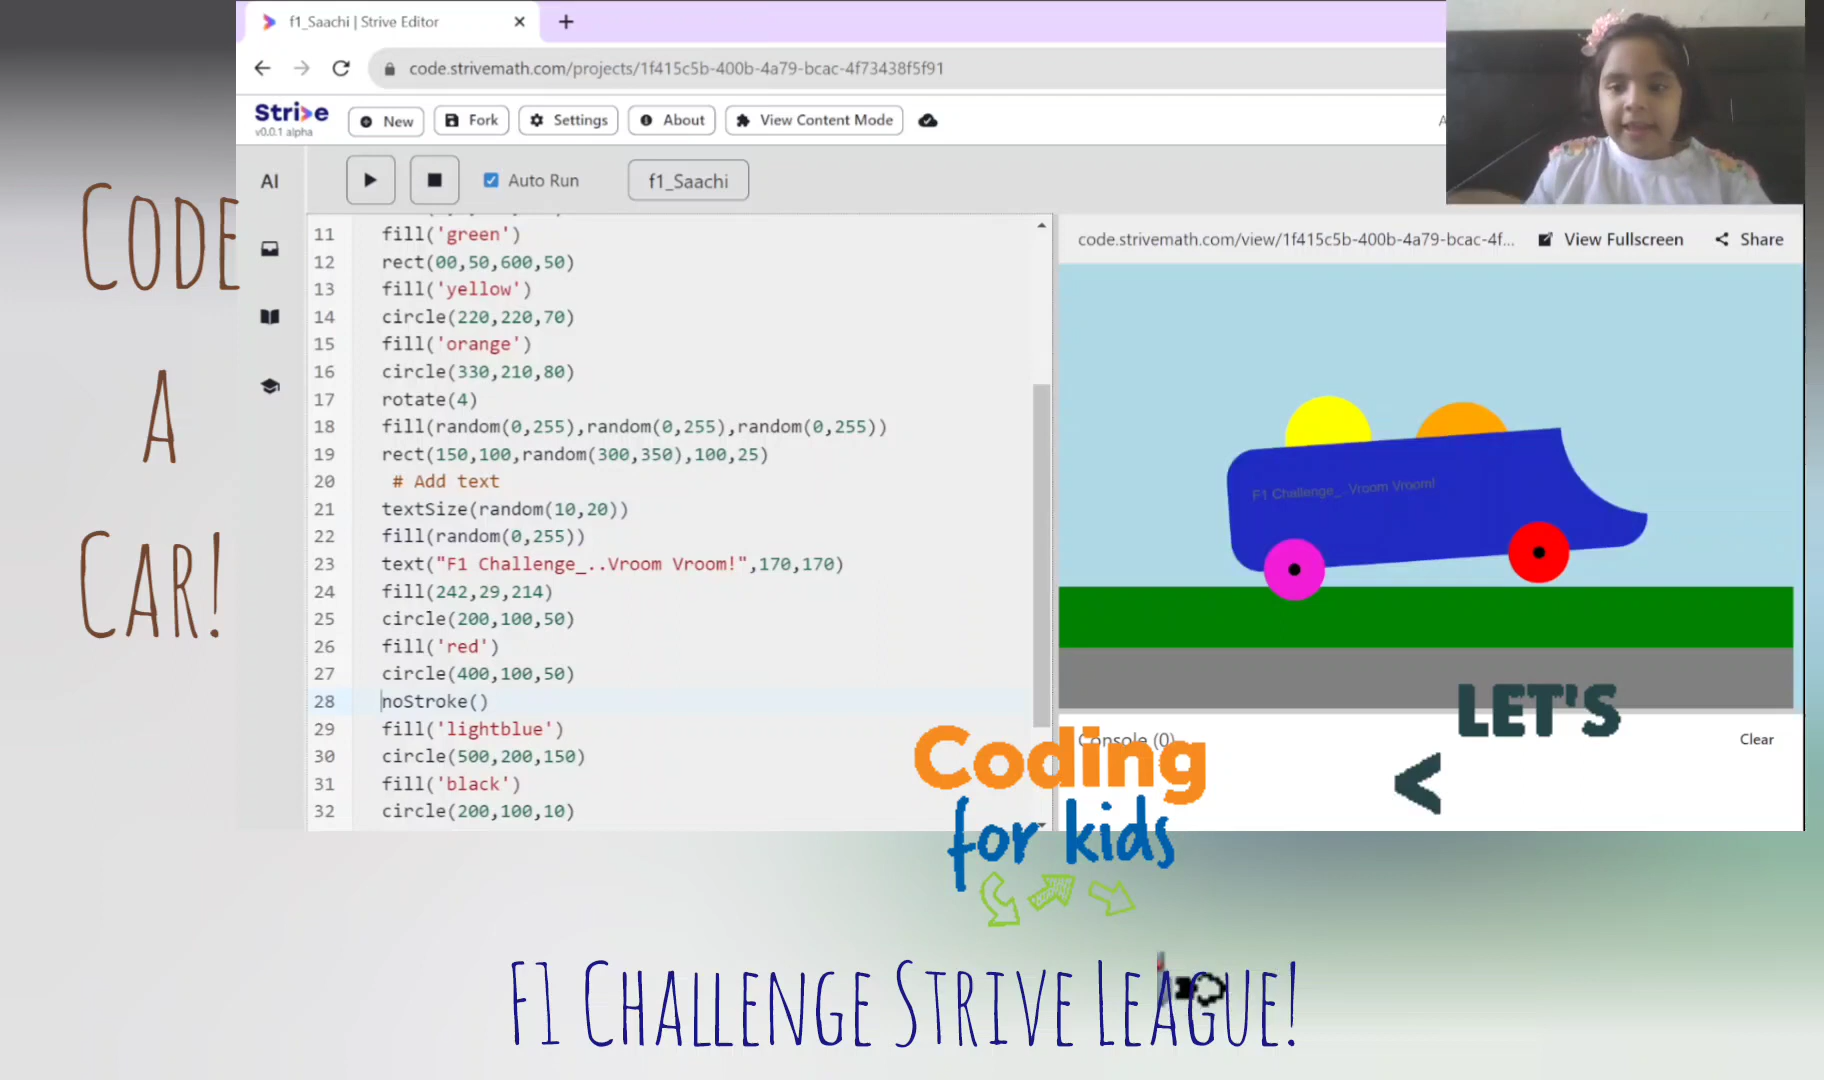 f1_Saachi | Strive Editor
code.strivemath.com/projects/1f415c5b-400b-4a79-bcac-4f73438f5f91
Strive
v0.0.1 alpha
New
Fork
Settings
About
View Content Mode
AI
Auto Run
f1_Saachi
11 fill('green')
12 rect(00,50,600,50)
13 fill('yellow')
14 circle(220,220,70)
15 fill('orange')
16 circle(330,210,80)
17 rotate(4)
18 fill(random(0,255),random(0,255),random(0,255))
19 rect(150,100,random(300,350),100,25)
20 # Add text
21 textSize(random(10,20))
22 fill(random(0,255))
23 text("F1 Challenge_..Vroom Vroom!",170,170)
24 fill(242,29,214)
25 circle(200,100,50)
26 fill('red')
27 circle(400,100,50)
28 noStroke()
29 fill('lightblue')
30 circle(500,200,150)
31 fill('black')
32 circle(200,100,10)
code.strivemath.com/view/1f415c5b-400b-4a79-bcac-4f...
View Fullscreen
Share
F1 Challenge_..Vroom Vroom!
Console (0)
Clear
CODE
A
CAR!
LET'S
<
Coding
for kids
F1 CHALLENGE STRIVE LEAGUE!